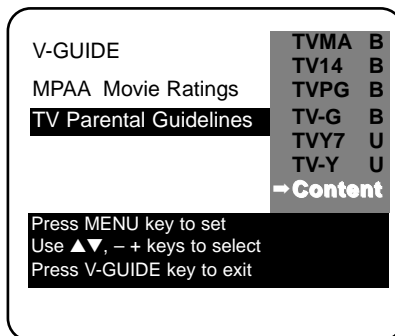 V-GUIDE
MPAA Movie Ratings
TV Parental Guidelines
TVMA B
TV14 B
TVPG B
TV-G B
TVY7 U
TV-Y U
➡Content
Press MENU key to set
Use ▲▼, – + keys to select
Press V-GUIDE key to exit